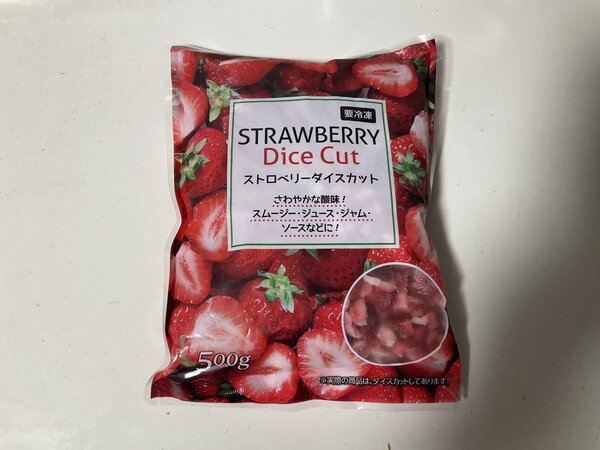 要冷凍
STRAWBERRY
Dice Cut
ストロベリーダイスカット
さわやかな酸味!
スムージー・ジュース・ジャム・
ソースなどに!
500g
※実際の商品は、ダイスカットしてあります。